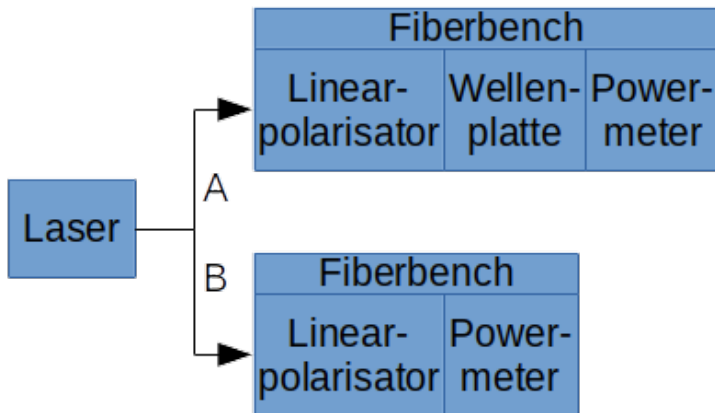 Fiberbench
Linear-
polarisator
Wellen-
platte
Power-
meter
A
Laser
B
Fiberbench
Linear-
polarisator
Power-
meter